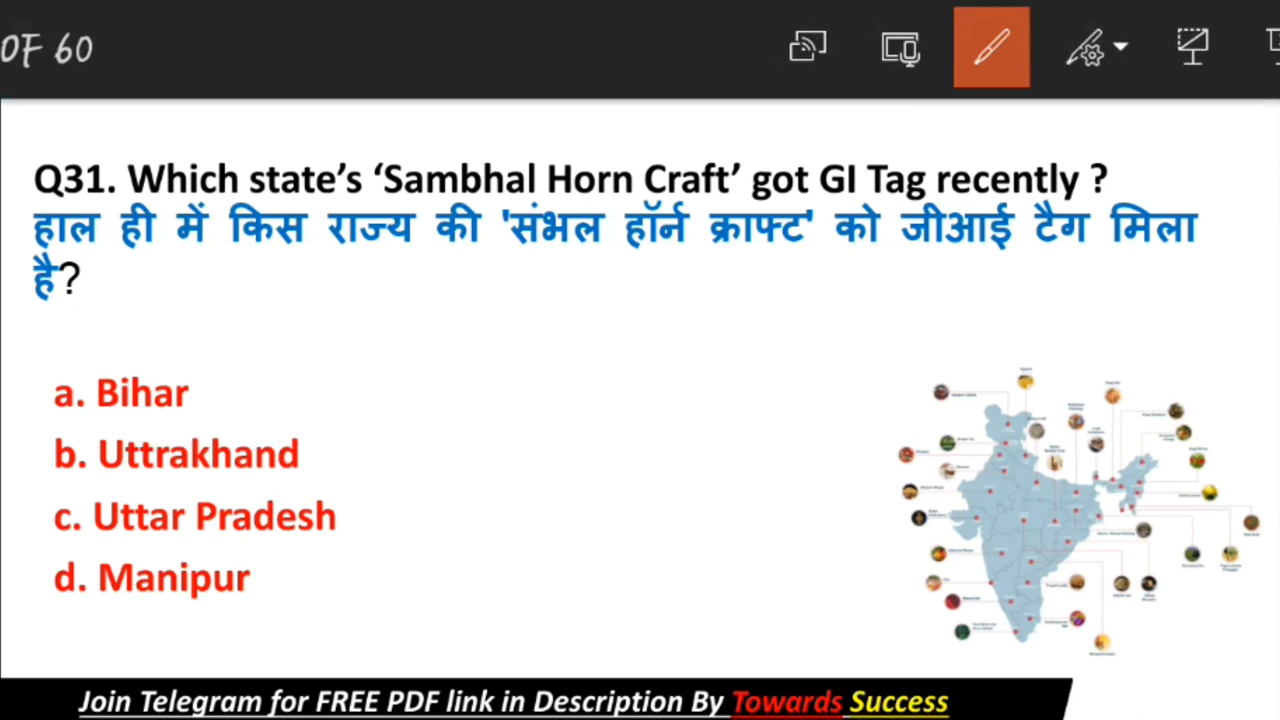 OF 60
Q31. Which state's ‘Sambhal Horn Craft’ got GI Tag recently ?
हाल ही में किस राज्य की 'संभल हॉर्न क्राफ्ट' को जीआई टैग मिला
है?
a. Bihar
b. Uttrakhand
c. Uttar Pradesh
d. Manipur
Join Telegram for FREE PDF link in Description By Towards Success